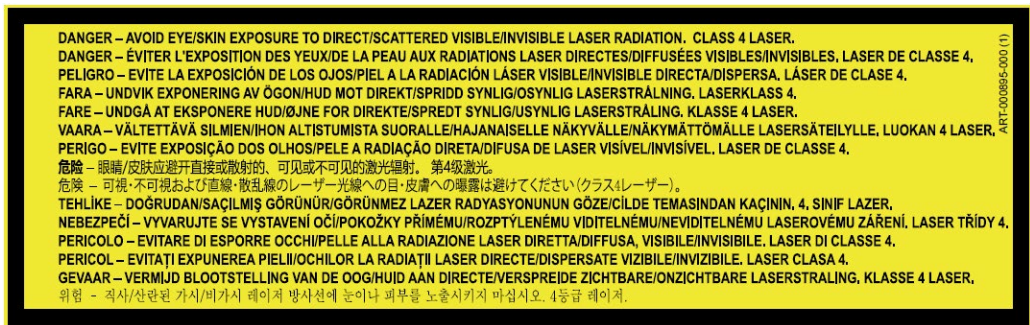 DANGER – AVOID EYE/SKIN EXPOSURE TO DIRECT/SCATTERED VISIBLE/INVISIBLE LASER RADIATION. CLASS 4 LASER.
DANGER – ÉVITER L'EXPOSITION DES YEUX/DE LA PEAU AUX RADIATIONS LASER DIRECTES/DIFFUSÉES VISIBLES/INVISIBLES. LASER DE CLASSE 4.
PELIGRO – EVITE LA EXPOSICIÓN DE LOS OJOS/PIEL A LA RADIACIÓN LÁSER VISIBLE/INVISIBLE DIRECTA/DISPERSA. LÁSER DE CLASE 4.
FARA – UNDVIK EXPONERING AV ÖGON/HUD MOT DIREKT/SPRIDD SYNLIG/OSYNLIG LASERSTRÅLNING. LASERKLASS 4.
FARE – UNDGÅ AT EKSPONERE HUD/ØJNE FOR DIREKTE/SPREDT SYNLIG/USYNLIG LASERSTRÅLING. KLASSE 4 LASER.
VAARA – VÄLTETTÄVÄ SILMIEN/IHON ALTISTUMISTA SUORALLE/HAJANAISELLE NÄKYVÄLLE/NÄKYMÄTTÖMÄLLE LASERSÄTEILYLLE. LUOKAN 4 LASER.
PERIGO – EVITE EXPOSIÇÃO DOS OLHOS/PELE A RADIAÇÃO DIRETA/DIFUSA DE LASER VISÍVEL/INVISÍVEL. LASER DE CLASSE 4.
危险 – 眼睛/皮肤应避开直接或散射的、可见或不可见的激光辐射。 第4级激光。
危険 – 可視・不可視および直線・散乱線のレーザー光線への目・皮膚への曝露は避けてください(クラス4レーザー)。
TEHLİKE – DOĞRUDAN/SAÇILMIŞ GÖRÜNÜR/GÖRÜNMEZ LAZER RADYASYONUNUN GÖZE/CİLDE TEMASINDAN KAÇININ. 4. SINIF LAZER.
NEBEZPEČÍ – VYVARUJTE SE VYSTAVENÍ OČÍ/POKOŽKY PŘÍMÉMU/ROZPTÝLENÉMU VIDITELNÉMU/NEVIDITELNÉMU LASEROVÉMU ZÁŘENÍ. LASER TŘÍDY 4.
PERICOLO – EVITARE DI ESPORRE OCCHI/PELLE ALLA RADIAZIONE LASER DIRETTA/DIFFUSA, VISIBILE/INVISIBILE. LASER DI CLASSE 4.
PERICOL – EVITAȚI EXPUNEREA PIELII/OCHILOR LA RADIAȚII LASER DIRECTE/DISPERSATE VIZIBILE/INVIZIBILE. LASER CLASA 4.
GEVAAR – VERMIJD BLOOTSTELLING VAN DE OOG/HUID AAN DIRECTE/VERSPREIDE ZICHTBARE/ONZICHTBARE LASERSTRALING. KLASSE 4 LASER.
위험 - 직사/산란된 가시/비가시 레이저 방사선에 눈이나 피부를 노출시키지 마십시오. 4등급 레이저.
ART-000895-000 (1)